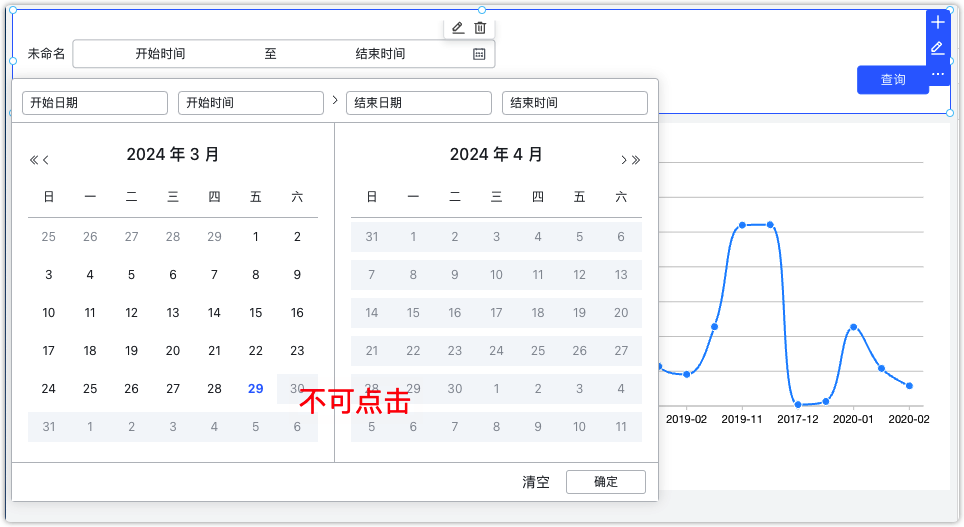 未命名 开始时间 至 结束时间
查询
开始日期 开始时间 结束日期 结束时间
2024 年 3 月
日 一 二 三 四 五 六
25 26 27 28 29 1 2
3 4 5 6 7 8 9
10 11 12 13 14 15 16
17 18 19 20 21 22 23
24 25 26 27 28 29 30
31 1 2 3 4 5 6
2024 年 4 月
日 一 二 三 四 五 六
31 1 2 3 4 5 6
7 8 9 10 11 12 13
14 15 16 17 18 19 20
21 22 23 24 25 26 27
28 29 30 1 2 3 4
5 6 7 8 9 10 11
不可点击
清空 确定
2019-02 2019-11 2017-12 2020-01 2020-02